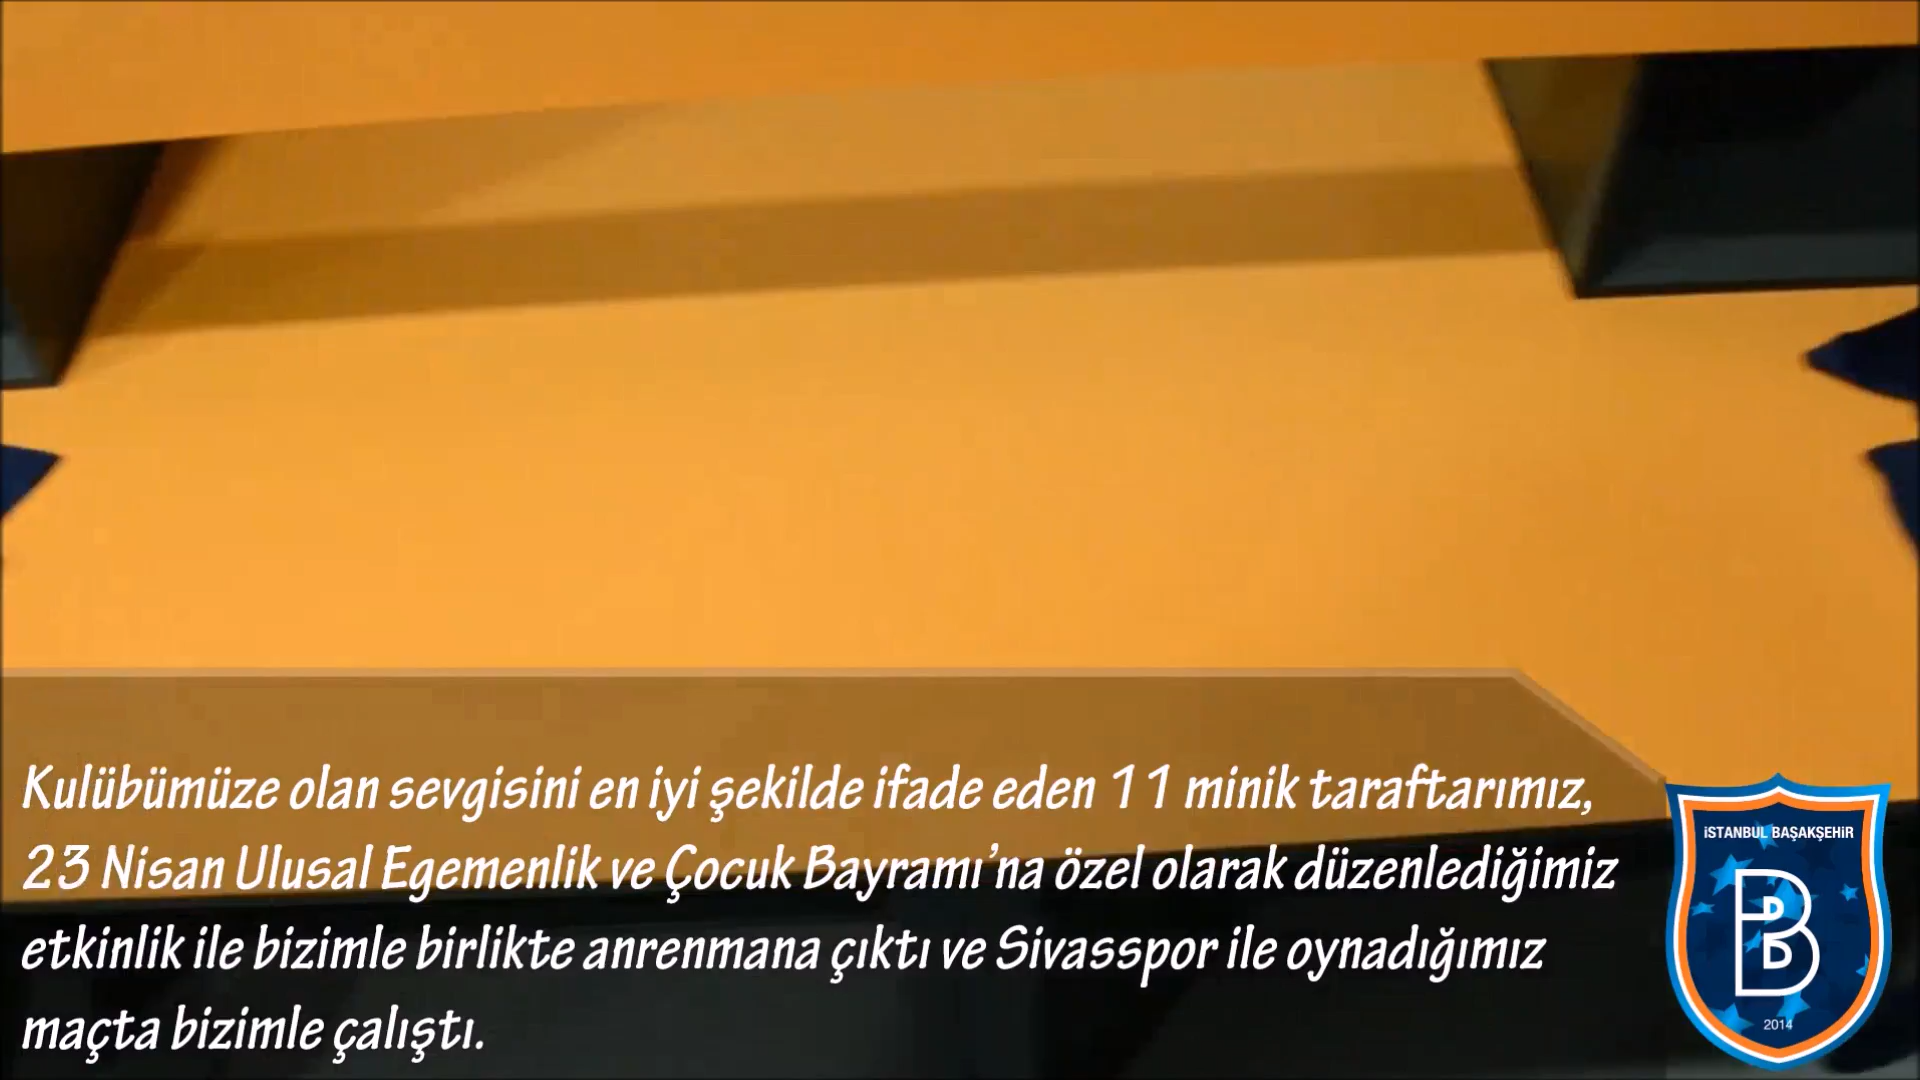 Kulübümüze olan sevgisini en iyi şekilde ifade eden 11 minik taraftarımız,
23 Nisan Ulusal Egemenlik ve Çocuk Bayramı'na özel olarak düzenlediğimiz
etkinlik ile bizimle birlikte anrenmana çıktı ve Sivasspor ile oynadığımız
maçta bizimle çalıştı.
İSTANBUL BAŞAKŞEHİR
2014